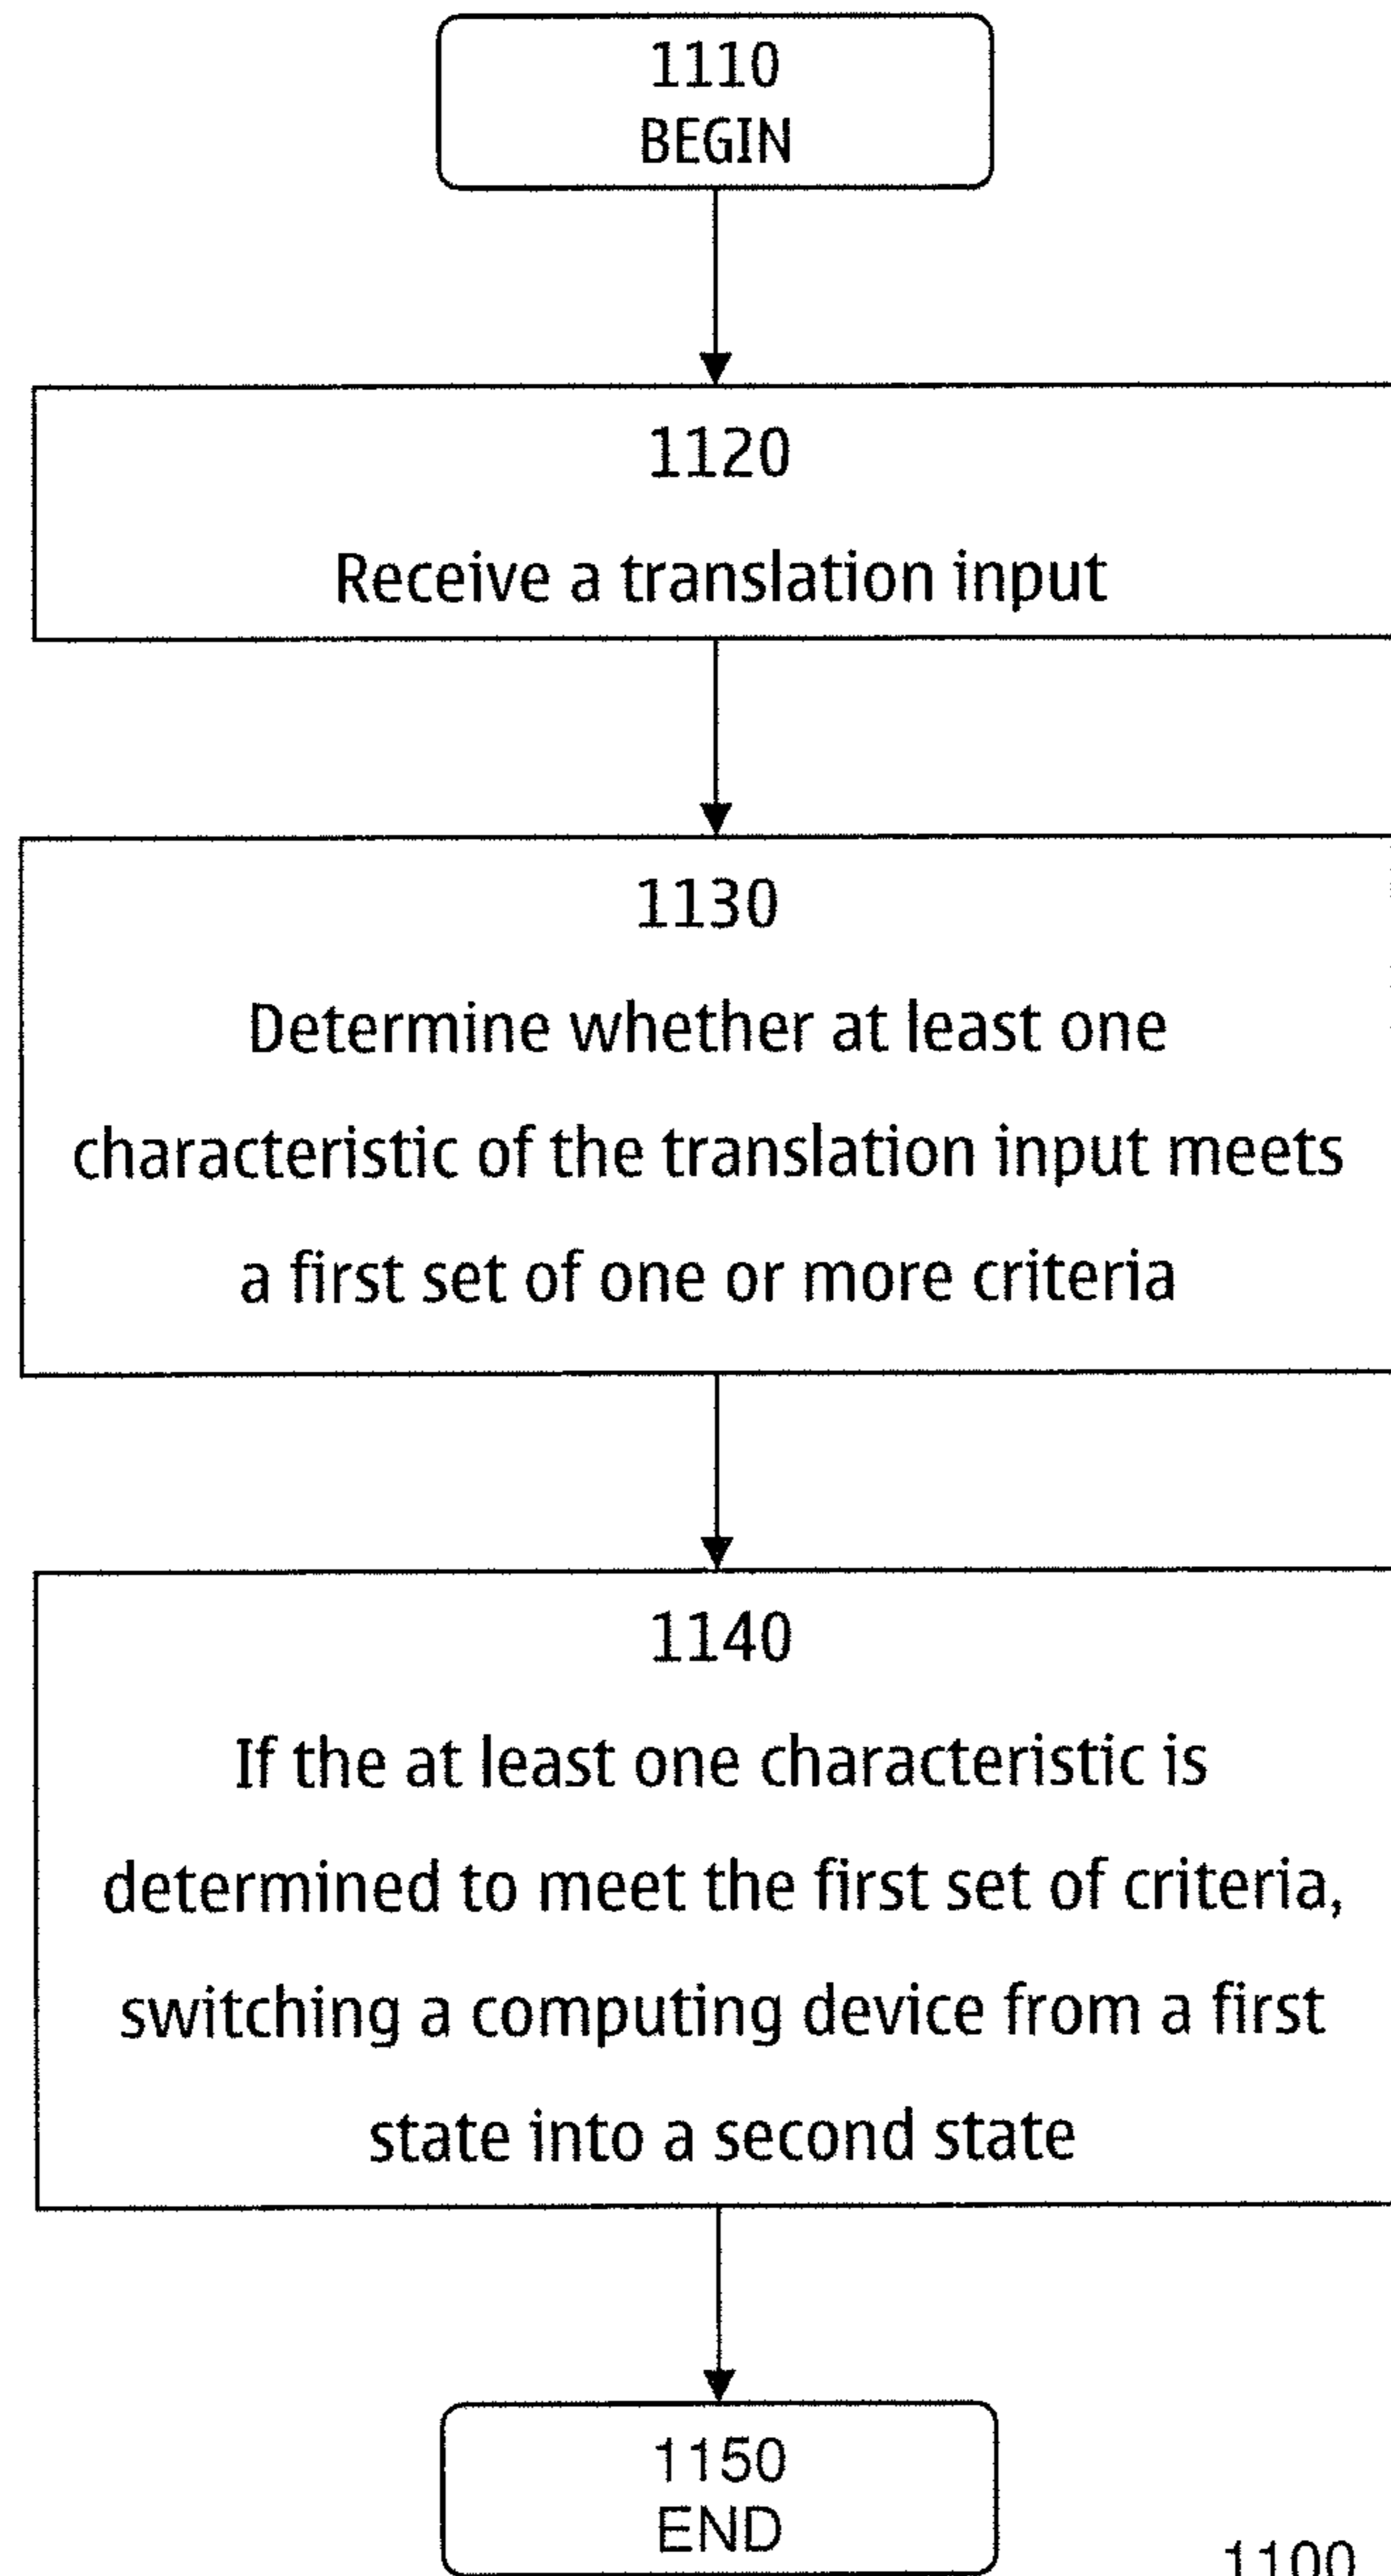 1110
BEGIN
1120
Receive a translation input
1130
Determine whether at least one
characteristic of the translation input meets
a first set of one or more criteria
1140
If the at least one characteristic is
determined to meet the first set of criteria,
switching a computing device from a first
state into a second state
1150
END
1100